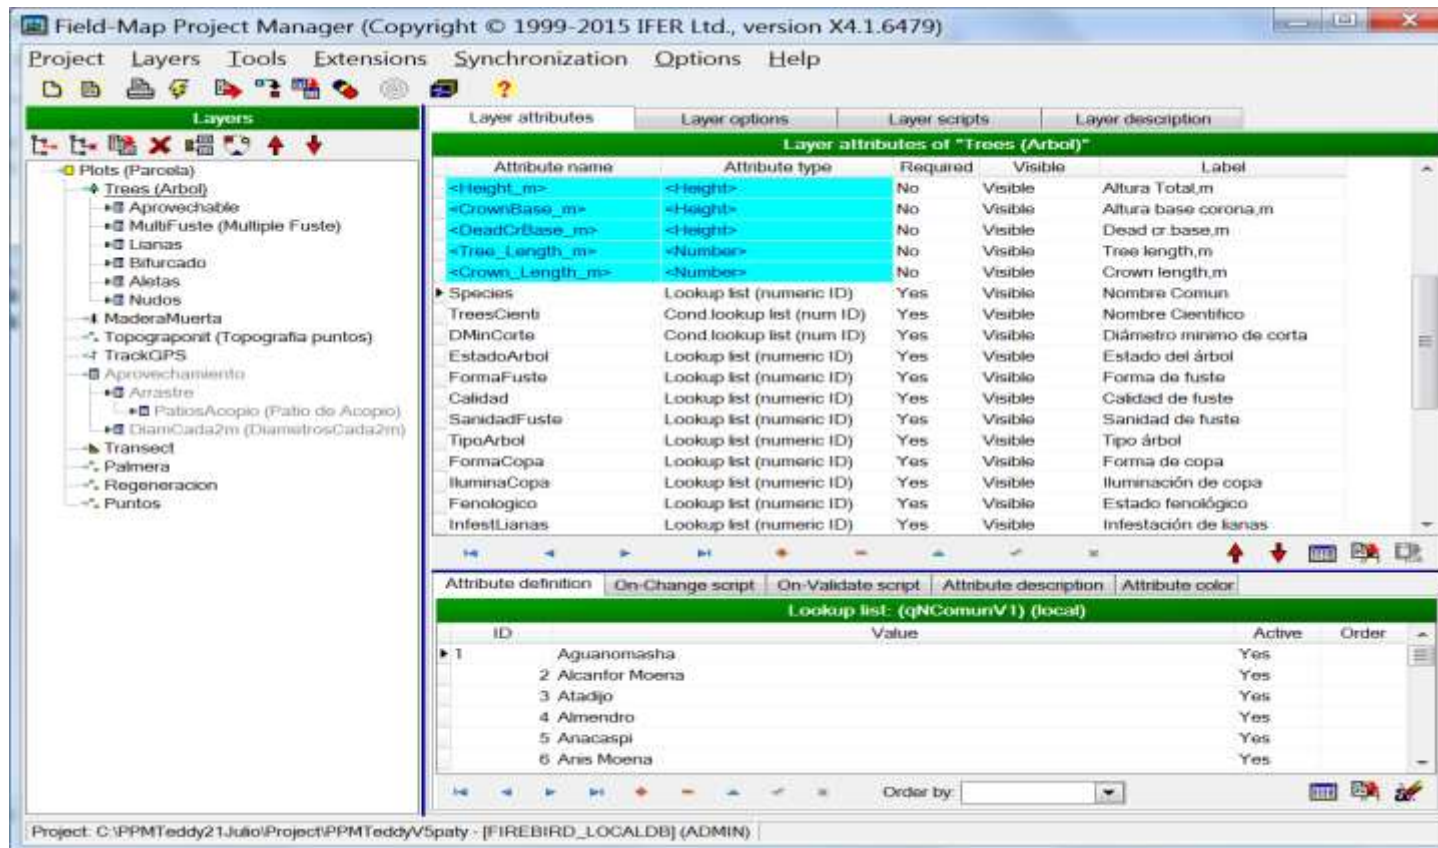 Field-Map Project Manager (Copyright © 1999-2015 IFER Ltd., version X4.1.6479)
Project Layers Tools Extensions Synchronization Options Help
Layers
Plots (Parcela)
Trees (Arbol)
Aprovechable
MultiFuste (Multiple Fuste)
Lianas
Bifurcado
Aletas
Nudos
MaderaMuerta
Topograponit (Topografia puntos)
TrackGPS
Aprovechamiento
Arrastre
PatiosAcopio (Patio de Acopio)
DiamCada2m (DiametrosCada2m)
Transect
Palmera
Regeneracion
Puntos
Layer attributes Layer options Layer scripts Layer description
Layer attributes of "Trees (Arbol)"
Attribute name Attribute type Required Visible Label
<Height_m> <Height> No Visible Altura Total,m
<CrownBase_m> <Height> No Visible Altura base corona,m
<DeadCrBase_m> <Height> No Visible Dead cr.base,m
<Tree_Length_m> <Number> No Visible Tree length,m
<Crown_Length_m> <Number> No Visible Crown length,m
Species Lookup list (numeric ID) Yes Visible Nombre Comun
TreesCienti Cond.lookup list (num ID) Yes Visible Nombre Cientifico
DMinCorte Cond.lookup list (num ID) Yes Visible Diámetro minimo de corta
EstadoArbol Lookup list (numeric ID) Yes Visible Estado del árbol
FormaFuste Lookup list (numeric ID) Yes Visible Forma de fuste
Calidad Lookup list (numeric ID) Yes Visible Calidad de fuste
SanidadFuste Lookup list (numeric ID) Yes Visible Sanidad de fuste
TipoArbol Lookup list (numeric ID) Yes Visible Tipo árbol
FormaCopa Lookup list (numeric ID) Yes Visible Forma de copa
IluminaCopa Lookup list (numeric ID) Yes Visible Iluminación de copa
Fenologico Lookup list (numeric ID) Yes Visible Estado fenológico
InfestLianas Lookup list (numeric ID) Yes Visible Infestación de lianas
Attribute definition On-Change script On-Validate script Attribute description Attribute color
Lookup list: (qNComunV1) (local)
ID Value Active Order
1 Aguanomasha Yes
2 Alcanfor Moena Yes
3 Atadijo Yes
4 Almendro Yes
5 Anacaspi Yes
6 Anis Moena Yes
Order by:
Project: C:\PPMTeddy21Julio\Project\PPMTeddyV5paty - [FIREBIRD_LOCALDB] (ADMIN)